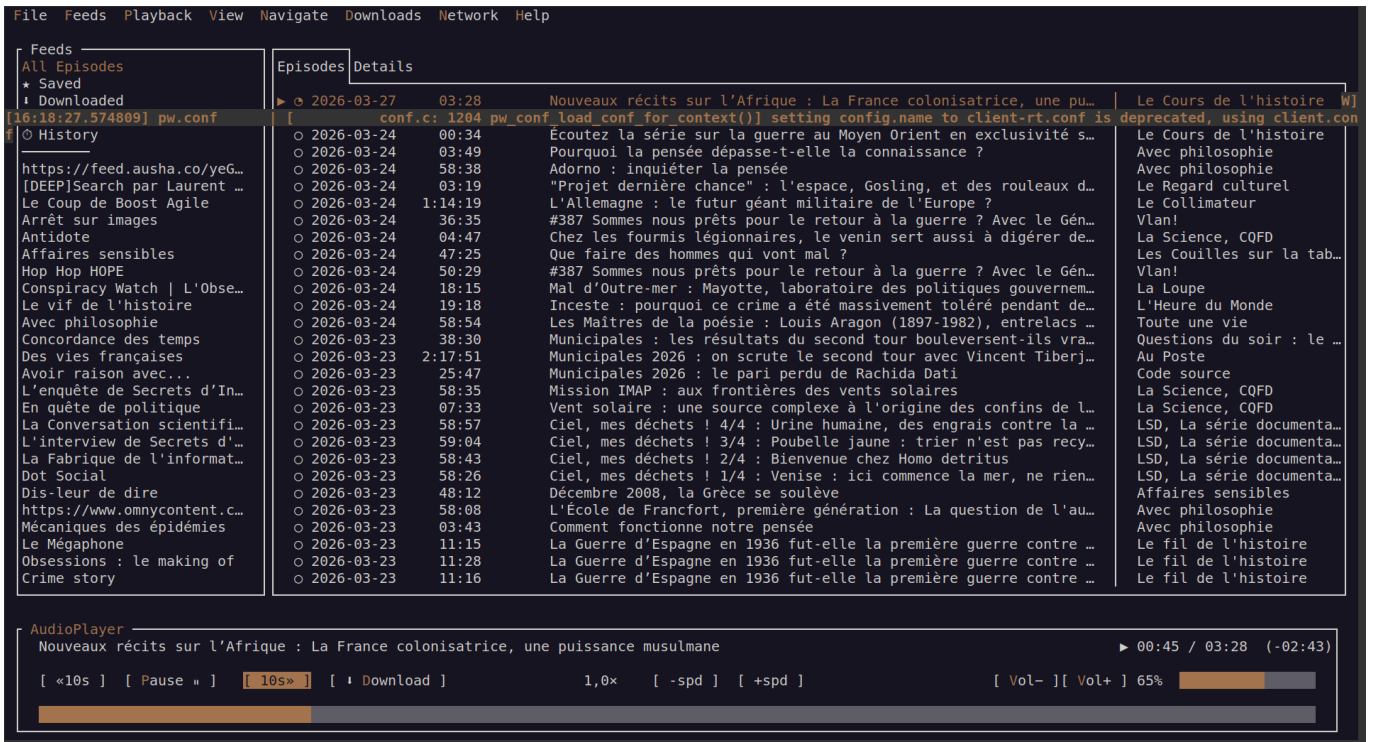 File Feeds Playback View Navigate Downloads Network Help
Feeds
All Episodes
★ Saved
⬇ Downloaded
Episodes Details
▶ ◔ 2026-03-27 03:28 Nouveaux récits sur l’Afrique : La France colonisatrice, une pu… Le Cours de l'histoire W]
[16:18:27.574809] pw.conf | [ conf.c: 1204 pw_conf_load_conf_for_context()] setting config.name to client-rt.conf is deprecated, using client.con
f ⏱ History
○ 2026-03-24 00:34 Écoutez la série sur la guerre au Moyen Orient en exclusivité s… Le Cours de l'histoire
○ 2026-03-24 03:49 Pourquoi la pensée dépasse-t-elle la connaissance ? Avec philosophie
https://feed.ausha.co/yeG… ○ 2026-03-24 58:38 Adorno : inquiéter la pensée Avec philosophie
[DEEP]Search par Laurent … ○ 2026-03-24 03:19 "Projet dernière chance" : l'espace, Gosling, et des rouleaux d… Le Regard culturel
Le Coup de Boost Agile ○ 2026-03-24 1:14:19 L'Allemagne : le futur géant militaire de l'Europe ? Le Collimateur
Arrêt sur images ○ 2026-03-24 36:35 #387 Sommes nous prêts pour le retour à la guerre ? Avec le Gén… Vlan!
Antidote ○ 2026-03-24 04:47 Chez les fourmis légionnaires, le venin sert aussi à digérer de… La Science, CQFD
Affaires sensibles ○ 2026-03-24 47:25 Que faire des hommes qui vont mal ? Les Couilles sur la tab…
Hop Hop HOPE ○ 2026-03-24 50:29 #387 Sommes nous prêts pour le retour à la guerre ? Avec le Gén… Vlan!
Conspiracy Watch | L'Obse… ○ 2026-03-24 18:15 Mal d’Outre-mer : Mayotte, laboratoire des politiques gouvernem… La Loupe
Le vif de l'histoire ○ 2026-03-24 19:18 Inceste : pourquoi ce crime a été massivement toléré pendant de… L'Heure du Monde
Avec philosophie ○ 2026-03-24 58:54 Les Maîtres de la poésie : Louis Aragon (1897-1982), entrelacs … Toute une vie
Concordance des temps ○ 2026-03-23 38:30 Municipales : les résultats du second tour bouleversent-ils vra… Questions du soir : le …
Des vies françaises ○ 2026-03-23 2:17:51 Municipales 2026 : on scrute le second tour avec Vincent Tiberj… Au Poste
Avoir raison avec... ○ 2026-03-23 25:47 Municipales 2026 : le pari perdu de Rachida Dati Code source
L’enquête de Secrets d’In… ○ 2026-03-23 58:35 Mission IMAP : aux frontières des vents solaires La Science, CQFD
En quête de politique ○ 2026-03-23 07:33 Vent solaire : une source complexe à l'origine des confins de l… La Science, CQFD
La Conversation scientifi… ○ 2026-03-23 58:57 Ciel, mes déchets ! 4/4 : Urine humaine, des engrais contre la … LSD, La série documenta…
L'interview de Secrets d'… ○ 2026-03-23 59:04 Ciel, mes déchets ! 3/4 : Poubelle jaune : trier n'est pas recy… LSD, La série documenta…
La Fabrique de l'informat… ○ 2026-03-23 58:43 Ciel, mes déchets ! 2/4 : Bienvenue chez Homo detritus LSD, La série documenta…
Dot Social ○ 2026-03-23 58:26 Ciel, mes déchets ! 1/4 : Venise : ici commence la mer, ne rien… LSD, La série documenta…
Dis-leur de dire ○ 2026-03-23 48:12 Décembre 2008, la Grèce se soulève Affaires sensibles
https://www.omnycontent.c… ○ 2026-03-23 58:08 L'École de Francfort, première génération : La question de l'au… Avec philosophie
Mécaniques des épidémies ○ 2026-03-23 03:43 Comment fonctionne notre pensée Avec philosophie
Le Mégaphone ○ 2026-03-23 11:15 La Guerre d’Espagne en 1936 fut-elle la première guerre contre … Le fil de l'histoire
Obsessions : le making of ○ 2026-03-23 11:28 La Guerre d’Espagne en 1936 fut-elle la première guerre contre … Le fil de l'histoire
Crime story ○ 2026-03-23 11:16 La Guerre d’Espagne en 1936 fut-elle la première guerre contre … Le fil de l'histoire
AudioPlayer
Nouveaux récits sur l’Afrique : La France colonisatrice, une puissance musulmane ▶ 00:45 / 03:28 (-02:43)
[ «10s ] [ Pause ⏸ ] [ 10s» ] [ ⬇ Download ] 1,0× [ -spd ] [ +spd ] [ Vol− ][ Vol+ ] 65%